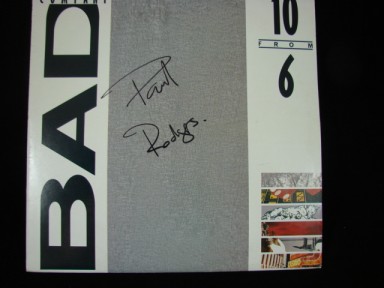 COMPANY
BAD
10
FROM
6
Paul
Rodgers.